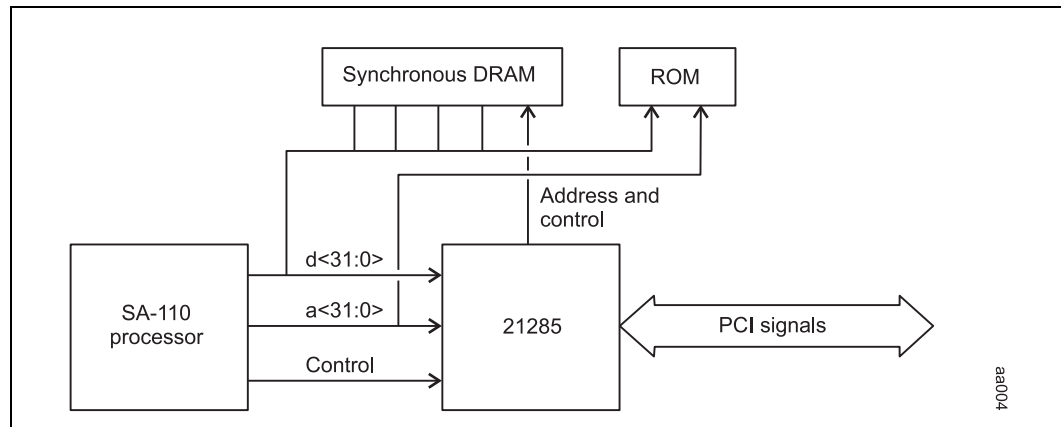 Synchronous DRAM
ROM
Address and
control
d<31:0>
SA-110
processor
a<31:0>
21285
PCI signals
Control
aa004